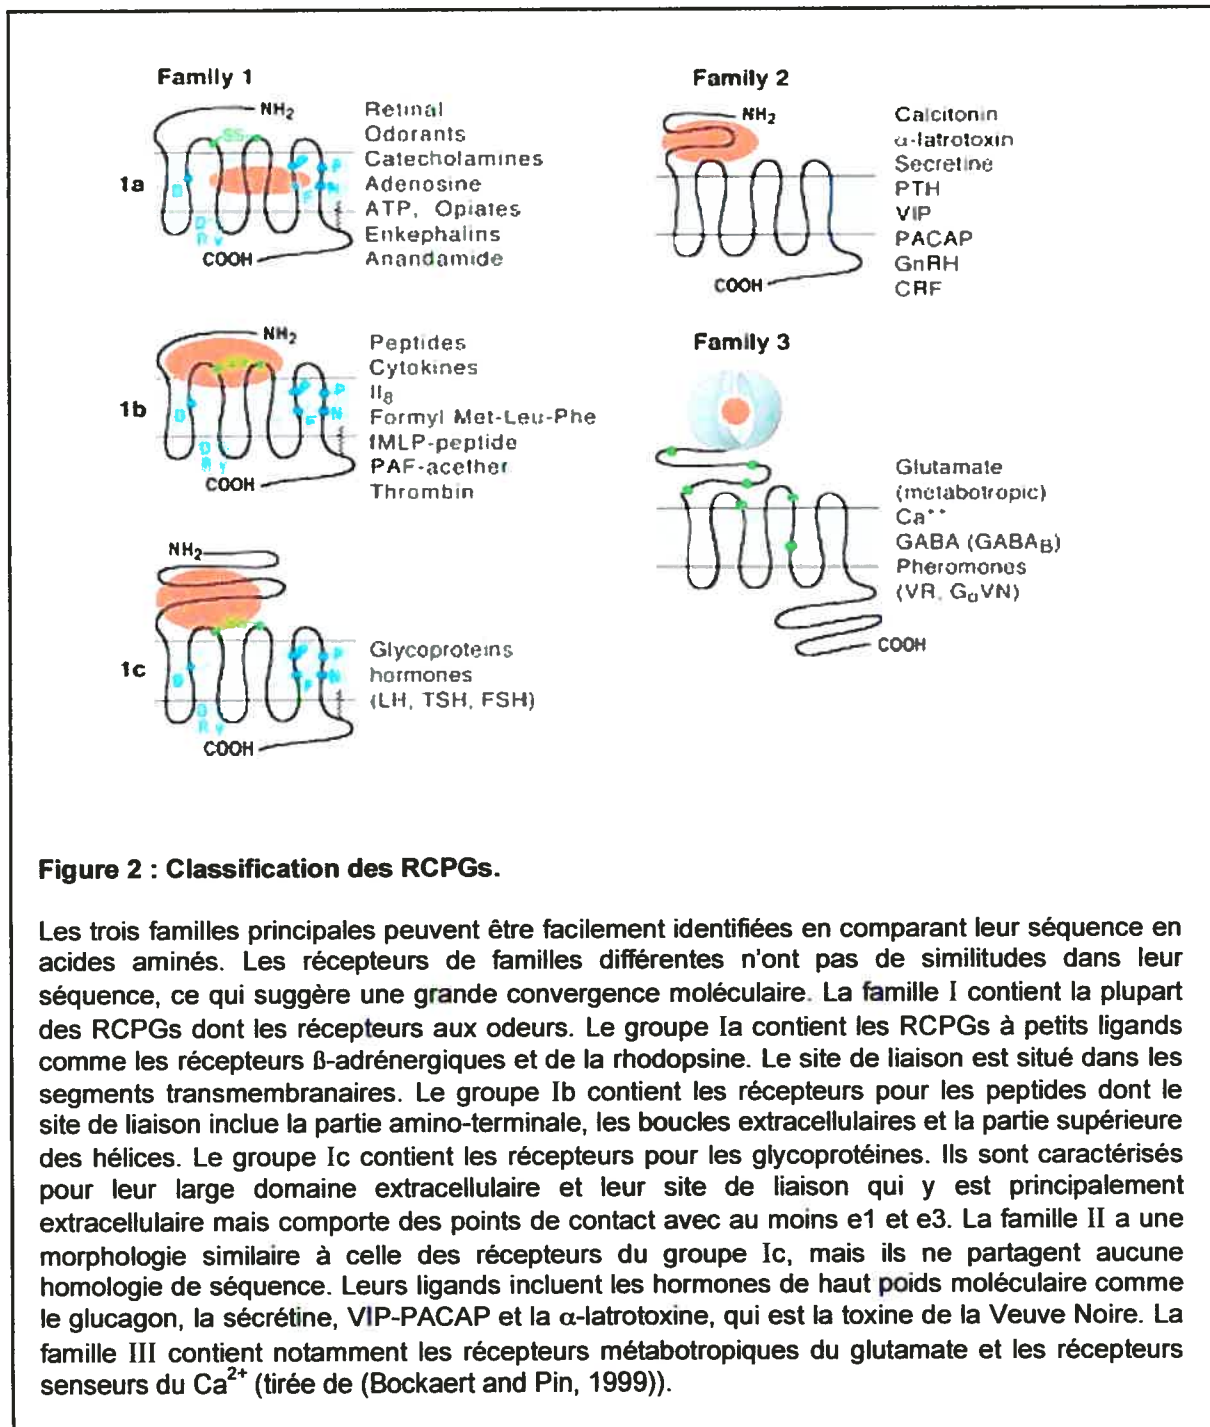 Family 1
NH2
SS
1a
D
P
P
F
N
D
R y
COOH
Retinal
Odorants
Catecholamines
Adenosine
ATP, Opiates
Enkephalins
Anandamide
Family 2
NH2
COOH
Calcitonin
α-latrotoxin
Secretine
PTH
VIP
PACAP
GnRH
CRF
NH2
1b
D
P
P
F
N
D
R y
COOH
Peptides
Cytokines
Il8
Formyl Met-Leu-Phe
fMLP-peptide
PAF-acether
Thrombin
Family 3
Glutamate
(metabotropic)
Ca++
GABA (GABAB)
Pheromones
(VR, GoVN)
COOH
NH2
1c
D
P
P
F
N
D
R y
COOH
Glycoproteins
hormones
(LH, TSH, FSH)
Figure 2 : Classification des RCPGs.
Les trois familles principales peuvent être facilement identifiées en comparant leur séquence en
acides aminés. Les récepteurs de familles différentes n'ont pas de similitudes dans leur
séquence, ce qui suggère une grande convergence moléculaire. La famille I contient la plupart
des RCPGs dont les récepteurs aux odeurs. Le groupe Ia contient les RCPGs à petits ligands
comme les récepteurs ß-adrénergiques et de la rhodopsine. Le site de liaison est situé dans les
segments transmembranaires. Le groupe Ib contient les récepteurs pour les peptides dont le
site de liaison inclue la partie amino-terminale, les boucles extracellulaires et la partie supérieure
des hélices. Le groupe Ic contient les récepteurs pour les glycoprotéines. Ils sont caractérisés
pour leur large domaine extracellulaire et leur site de liaison qui y est principalement
extracellulaire mais comporte des points de contact avec au moins e1 et e3. La famille II a une
morphologie similaire à celle des récepteurs du groupe Ic, mais ils ne partagent aucune
homologie de séquence. Leurs ligands incluent les hormones de haut poids moléculaire comme
le glucagon, la sécrétine, VIP-PACAP et la α-latrotoxine, qui est la toxine de la Veuve Noire. La
famille III contient notamment les récepteurs métabotropiques du glutamate et les récepteurs
senseurs du Ca2+ (tirée de (Bockaert and Pin, 1999)).